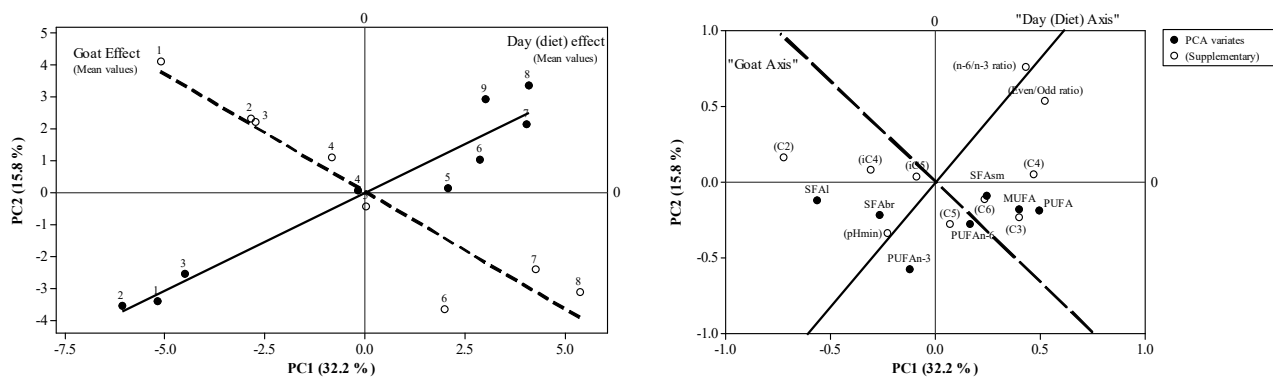 0
5
4
3
2
1
0
-1
-2
-3
-4
PC2 (15.8 %)
Goat Effect
(Mean values)
Day (diet) effect
(Mean values)
1
2
3
4
6
7
8
1
2
3
4
5
6
7
8
9
0
-7.5
-5.0
-2.5
0.0
2.5
5.0
PC1 (32.2 %)
0
"Day (Diet) Axis"
"Goat Axis"
1.0
0.5
0.0
-0.5
-1.0
PC2 (15.8 %)
(n-6/n-3 ratio)
(Even/Odd ratio)
(C2)
(iC4)
(iC5)
(C4)
SFAsm
SFAl
SFAbr
MUFA
PUFA
(C6)
(C5)
(C3)
(pHmin)
PUFAn-6
PUFAn-3
0
-1.0
-0.5
0.0
0.5
1.0
PC1 (32.2 %)
PCA variates
(Supplementary)